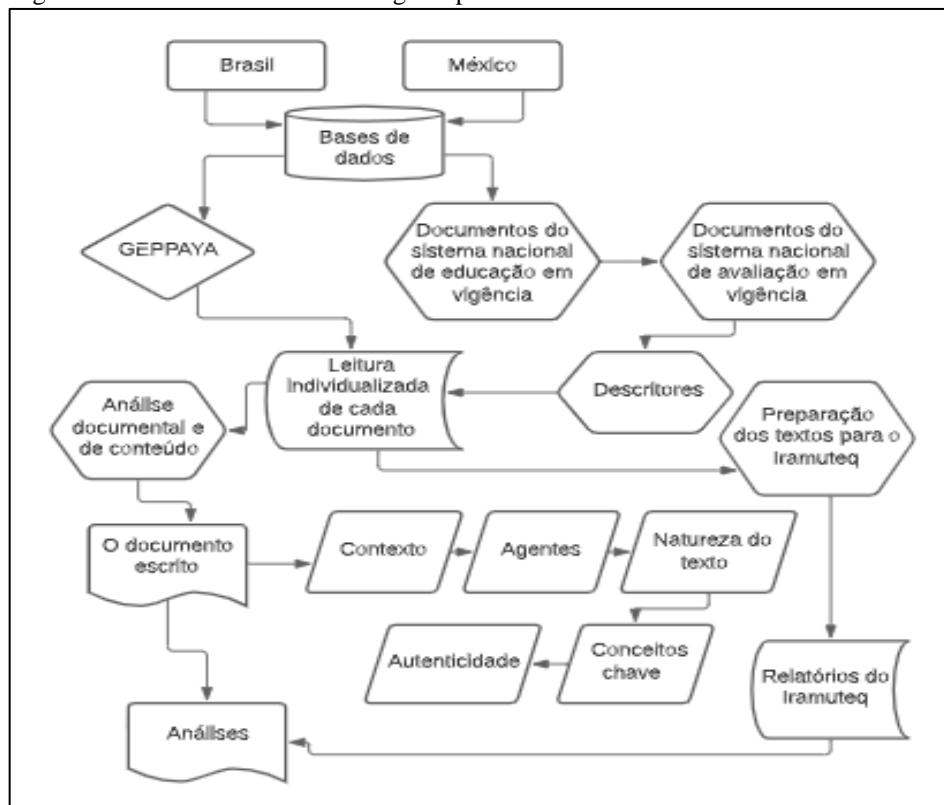 Brasil
México
Bases de
dados
GEPPAYA
Documentos do
sistema nacional
de educação em
vigência
Documentos do
sistema nacional
de avaliação em
vigência
Leitura
individualizada
de cada
documento
Descritores
Análise
documental e
de conteúdo
Preparação
dos textos para o
Iramuteq
O documento
escrito
Contexto
Agentes
Natureza do
texto
Autenticidade
Conceitos
chave
Relatórios do
Iramuteq
Análises